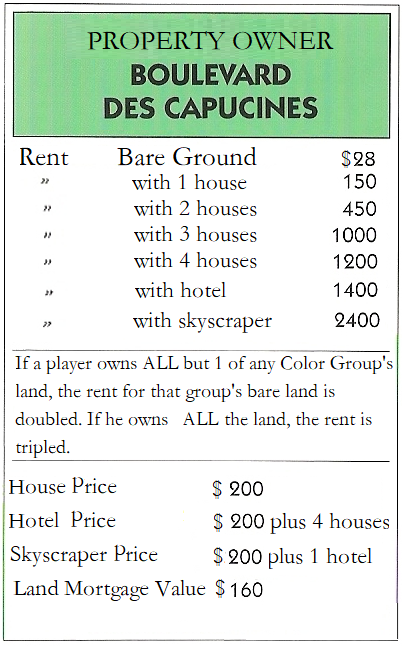 PROPERTY OWNER
BOULEVARD
DES CAPUCINES
Rent Bare Ground $28
” with 1 house 150
” with 2 houses 450
” with 3 houses 1000
” with 4 houses 1200
” with hotel 1400
” with skyscraper 2400
If a player owns ALL but 1 of any Color Group's
land, the rent for that group's bare land is
doubled. If he owns ALL the land, the rent is
tripled.
House Price $ 200
Hotel Price $ 200 plus 4 houses
Skyscraper Price $ 200 plus 1 hotel
Land Mortgage Value $ 160